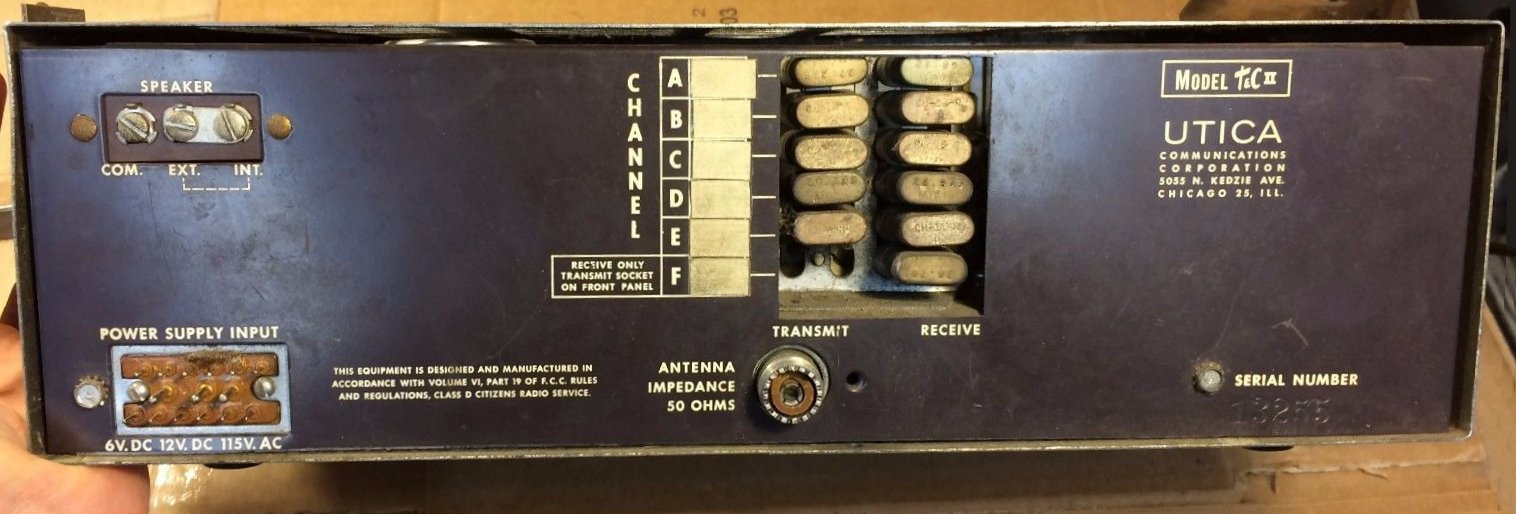 SPEAKER
COM. EXT. INT.
CHANNEL
A
B
C
D
E
F
RECEIVE ONLY
TRANSMIT SOCKET
ON FRONT PANEL
TRANSMIT RECEIVE
MODEL T&C II
UTICA
COMMUNICATIONS
CORPORATION
5055 N. KEDZIE AVE.
CHICAGO 25, ILL.
POWER SUPPLY INPUT
6V. DC 12V. DC 115V. AC
THIS EQUIPMENT IS DESIGNED AND MANUFACTURED IN
ACCORDANCE WITH VOLUME VI, PART 19 OF F.C.C. RULES
AND REGULATIONS, CLASS D CITIZENS RADIO SERVICE.
ANTENNA
IMPEDANCE
50 OHMS
SERIAL NUMBER